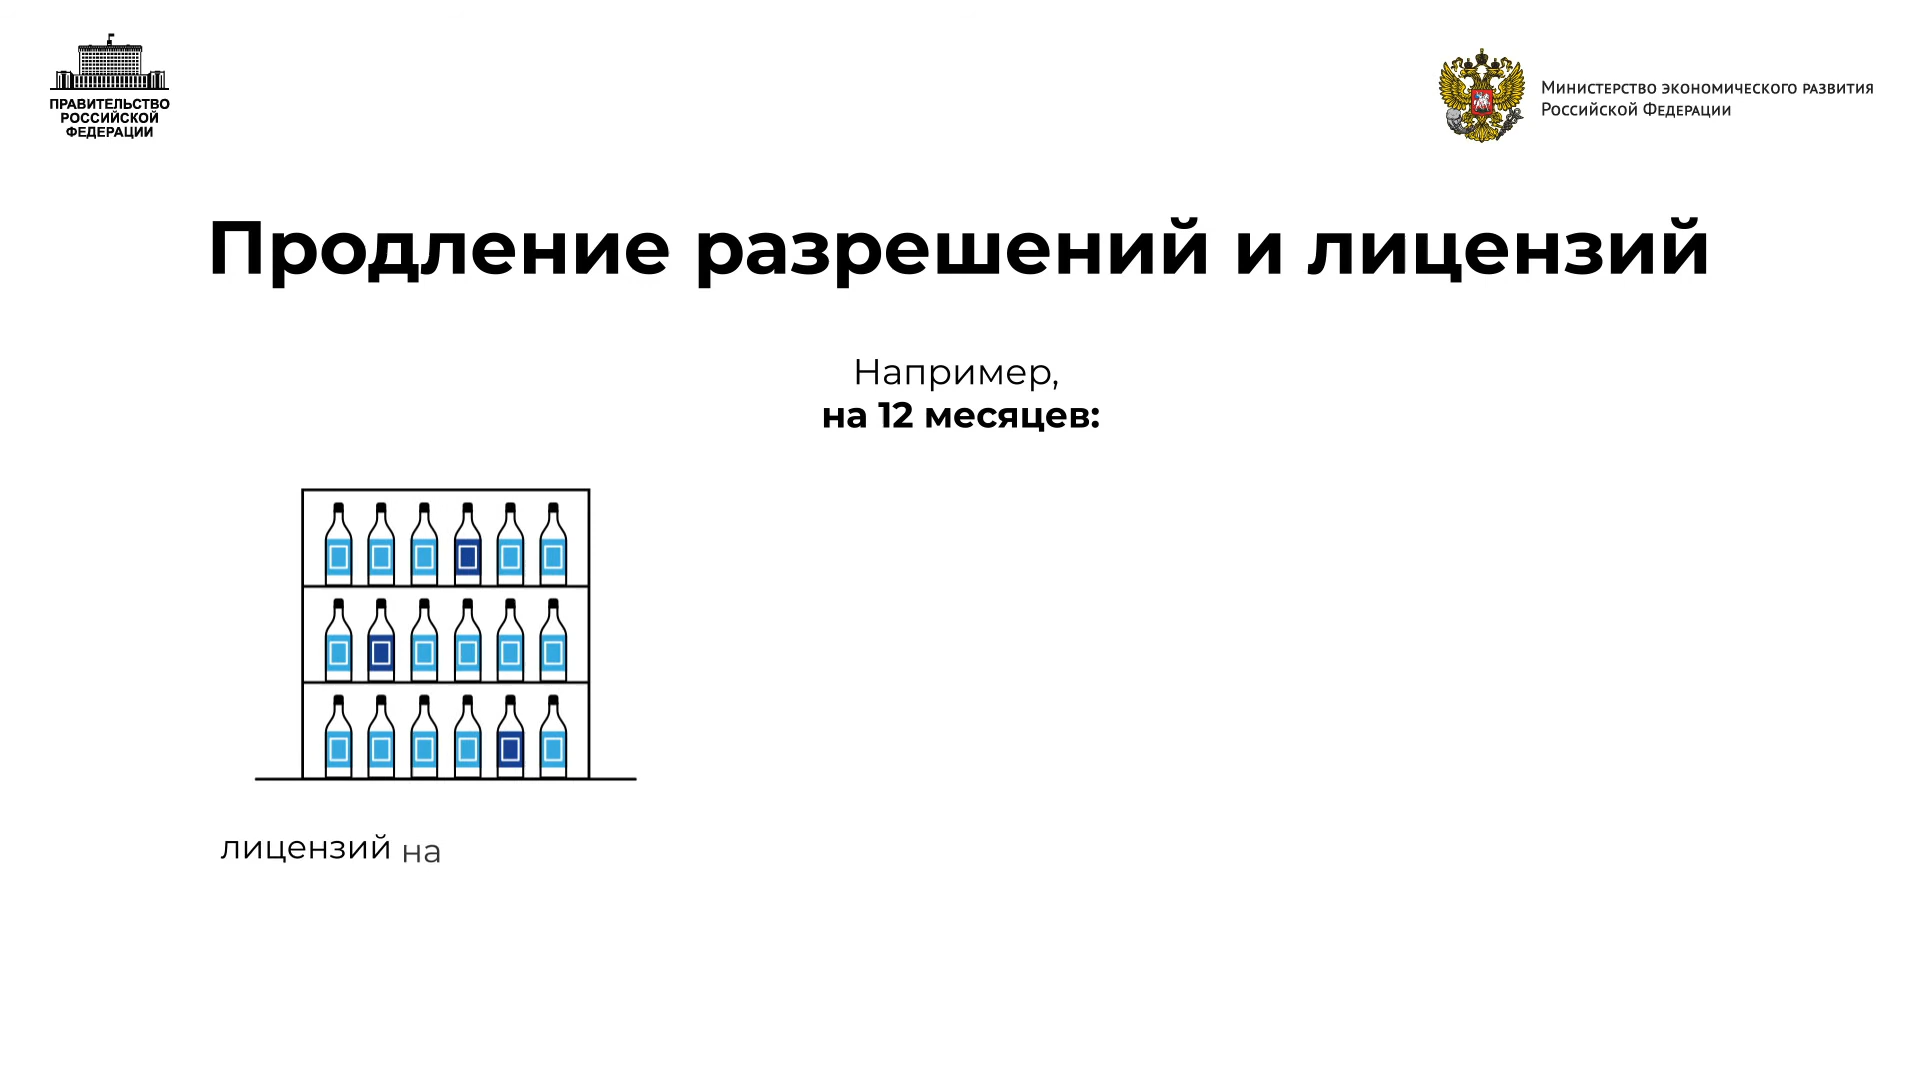 ПРАВИТЕЛЬСТВО
РОССИЙСКОЙ
ФЕДЕРАЦИИ
Министерство экономического развития
Российской Федерации
Продление разрешений и лицензий
Например,
на 12 месяцев:
лицензий на